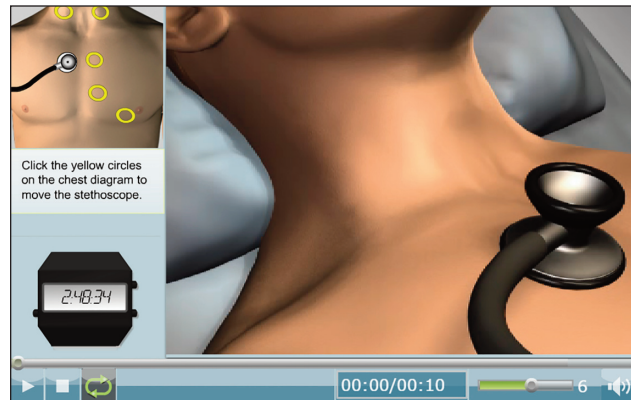 Click the yellow circles
on the chest diagram to
move the stethoscope.
2:48:34
00:00/00:10
6